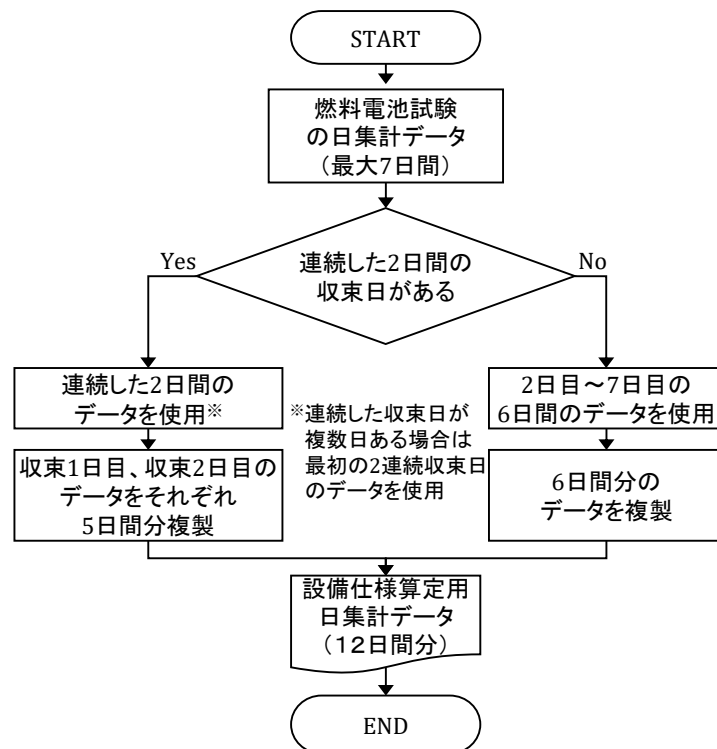 START
燃料電池試験
の日集計データ
（最大7日間）
連続した2日間の
収束日がある
Yes
No
連続した2日間の
データを使用※
収束1日目、収束2日目の
データをそれぞれ
5日間分複製
※連続した収束日が
複数日ある場合は
最初の2連続収束日
のデータを使用
2日目～7日目の
6日間のデータを使用
6日間分の
データを複製
設備仕様算定用
日集計データ
（１２日間分）
END